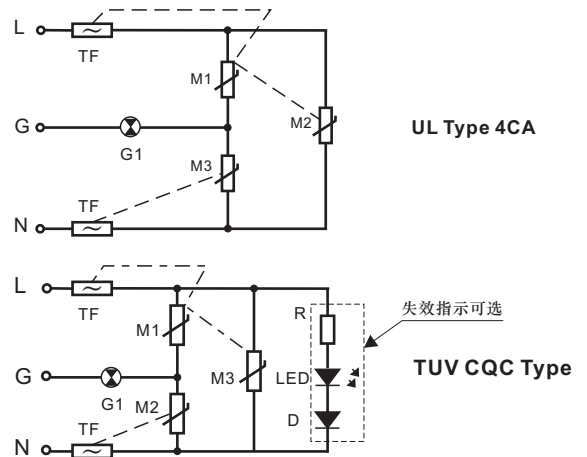 L
TF
M1
M2
G
G1
UL Type 4CA
M3
TF
N
L
TF
R
失效指示可选
M1
M3
LED
TUV CQC Type
G
G1
M2
D
TF
N